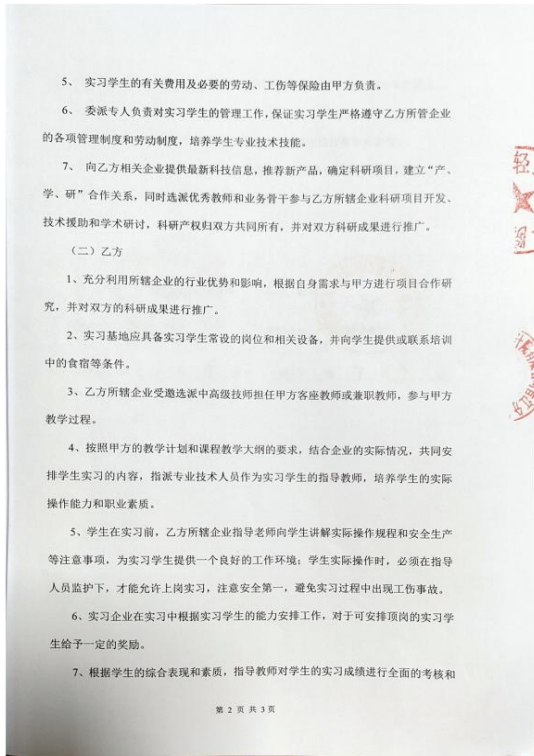 5、 实习学生的有关费用及必要的劳动、工伤等保险由甲方负责。
6、 委派专人负责对实习学生的管理工作，保证实习学生严格遵守乙方所管企业
的各项管理制度和劳动制度，培养学生专业技术技能。
7、 向乙方相关企业提供最新科技信息，推荐新产品，确定科研项目，建立“产、
学、研”合作关系，同时选派优秀教师和业务骨干参与乙方所辖企业科研项目开发、
技术援助和学术研讨，科研产权归双方共同所有，并对双方科研成果进行推广。
（二）乙方
1、充分利用所辖企业的行业优势和影响，根据自身需求与甲方进行项目合作研
究，并对双方的科研成果进行推广。
2、实习基地应具备实习学生常设的岗位和相关设备，并向学生提供或联系培训
中的食宿等条件。
3、乙方所辖企业受邀选派中高级技师担任甲方客座教师或兼职教师，参与甲方
教学过程。
4、按照甲方的教学计划和课程教学大纲的要求，结合企业的实际情况，共同安
排学生实习的内容，指派专业技术人员作为实习学生的指导教师，培养学生的实际
操作能力和职业素质。
5、学生在实习前，乙方所辖企业指导老师向学生讲解实际操作规程和安全生产
等注意事项，为实习学生提供一个良好的工作环境；学生实际操作时，必须在指导
人员监护下，才能允许上岗实习，注意安全第一，避免实习过程中出现工伤事故。
6、实习企业在实习中根据实习学生的能力安排工作，对于可安排顶岗的实习学
生给予一定的奖励。
7、根据学生的综合表现和素质，指导教师对学生的实习成绩进行全面的考核和
第 2 页 共 3 页
轻